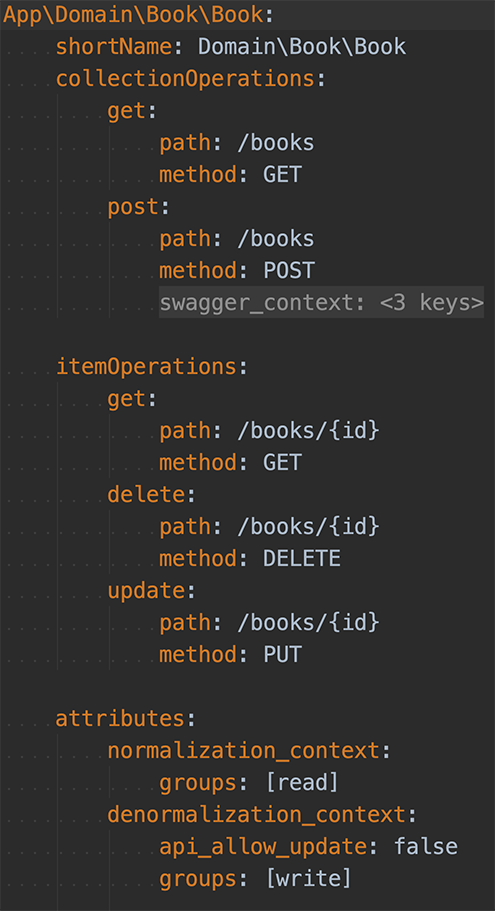 App\Domain\Book\Book:
shortName: Domain\Book\Book
collectionOperations:
get:
path: /books
method: GET
post:
path: /books
method: POST
swagger_context: <3 keys>
itemOperations:
get:
path: /books/{id}
method: GET
delete:
path: /books/{id}
method: DELETE
update:
path: /books/{id}
method: PUT
attributes:
normalization_context:
groups: [read]
denormalization_context:
api_allow_update: false
groups: [write]